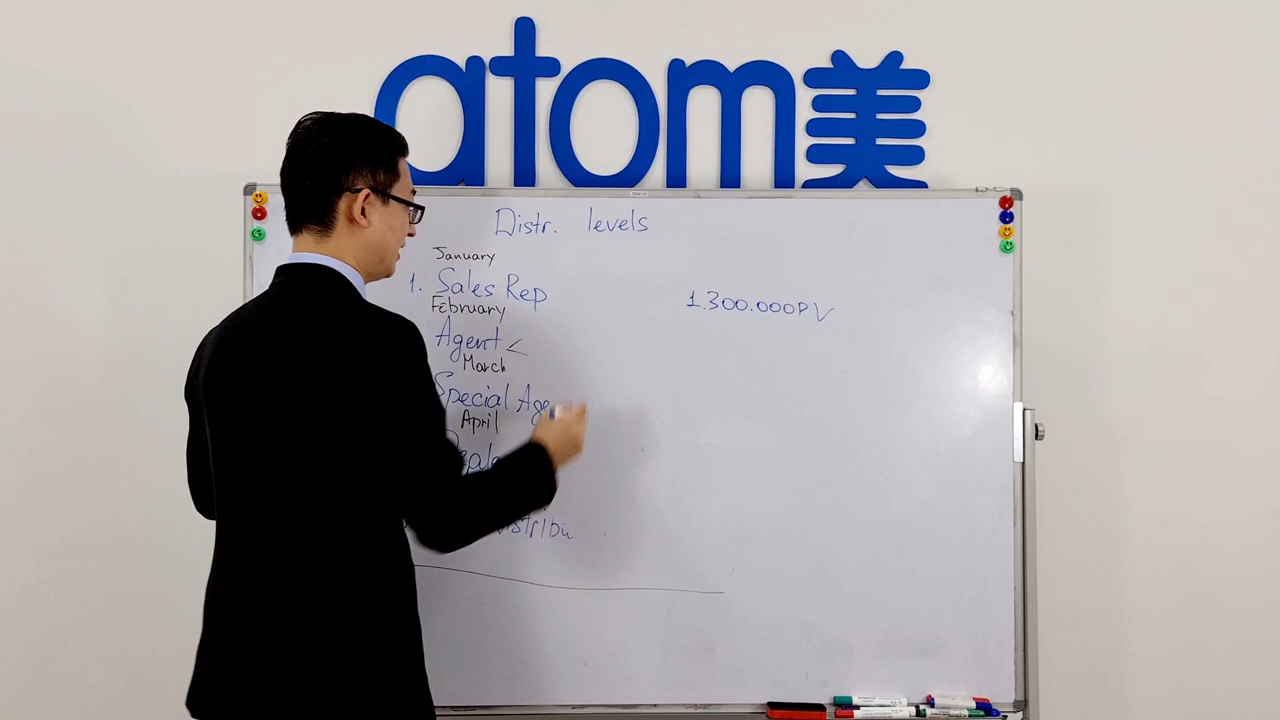 atom美
Distr. levels
January
1. Sales Rep
1.300.000PV
February
Agent <
March
Special
April